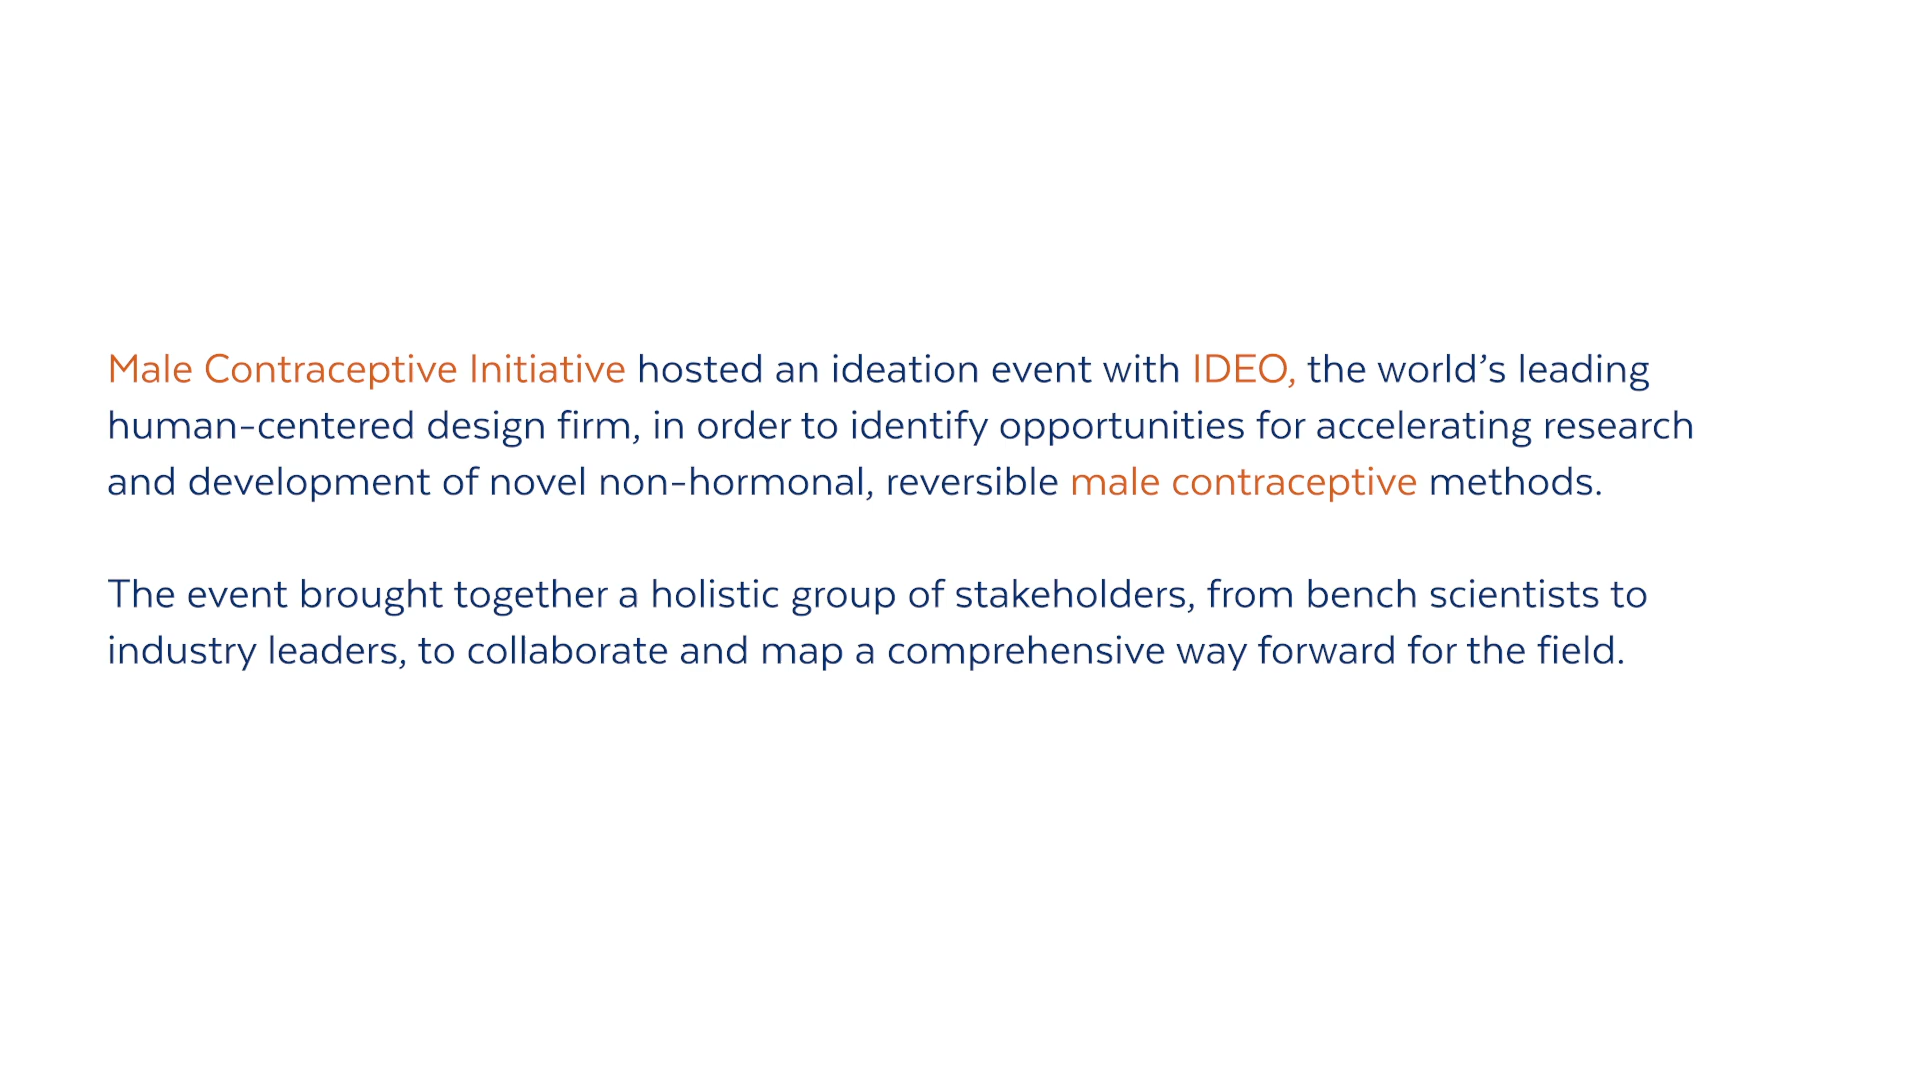 Male Contraceptive Initiative hosted an ideation event with IDEO, the world’s leading
human-centered design firm, in order to identify opportunities for accelerating research
and development of novel non-hormonal, reversible male contraceptive methods.
The event brought together a holistic group of stakeholders, from bench scientists to
industry leaders, to collaborate and map a comprehensive way forward for the field.